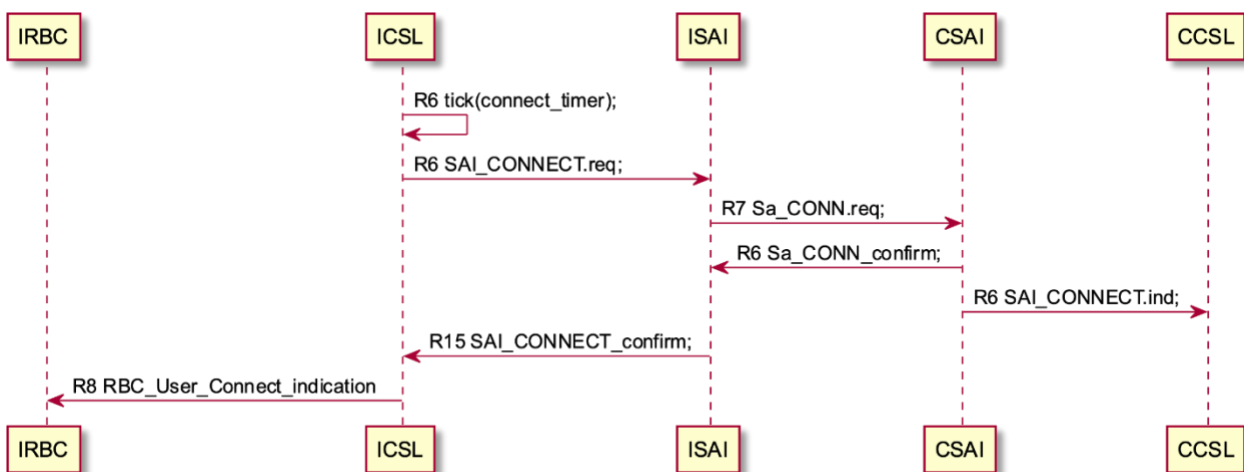 IRBC ICSL ISAI CSAI CCSL
R6 tick(connect_timer);
R6 SAI_CONNECT.req;
R7 Sa_CONN.req;
R6 Sa_CONN_confirm;
R6 SAI_CONNECT.ind;
R15 SAI_CONNECT_confirm;
R8 RBC_User_Connect_indication
IRBC ICSL ISAI CSAI CCSL